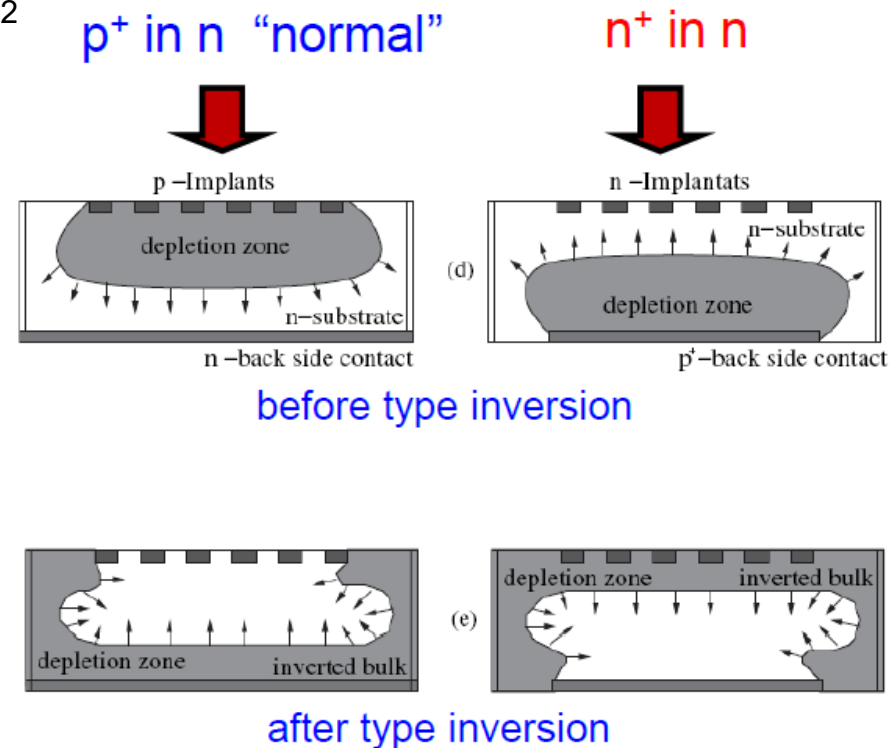 2
p⁺ in n “normal”
n⁺ in n
p –Implants
n –Implantats
depletion zone
n–substrate
n –back side contact
(d)
n–substrate
depletion zone
p⁺–back side contact
before type inversion
depletion zone
inverted bulk
(e)
depletion zone
inverted bulk
after type inversion